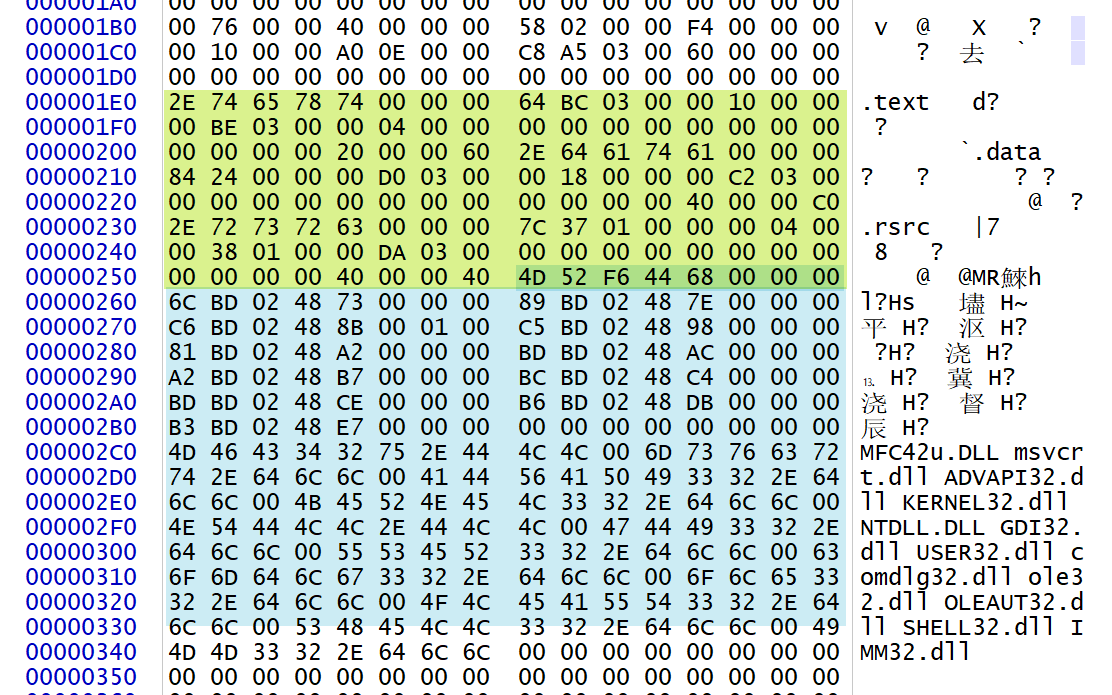 000001A0 00 00 00 00 00 00 00 00 00 00 00 00 00 00 00 00
000001B0 00 76 00 00 40 00 00 00 58 02 00 00 F4 00 00 00 v @ X ?
000001C0 00 10 00 00 A0 0E 00 00 C8 A5 03 00 60 00 00 00 ? 去 `
000001D0 00 00 00 00 00 00 00 00 00 00 00 00 00 00 00 00
000001E0 2E 74 65 78 74 00 00 00 64 BC 03 00 00 10 00 00 .text d?
000001F0 00 BE 03 00 00 04 00 00 00 00 00 00 00 00 00 00 ?
00000200 00 00 00 00 20 00 00 60 2E 64 61 74 61 00 00 00 `.data
00000210 84 24 00 00 00 D0 03 00 00 18 00 00 00 C2 03 00 ? ? ? ?
00000220 00 00 00 00 00 00 00 00 00 00 00 00 40 00 00 C0 @ ?
00000230 2E 72 73 72 63 00 00 00 7C 37 01 00 00 00 04 00 .rsrc |7
00000240 00 38 01 00 00 DA 03 00 00 00 00 00 00 00 00 00 8 ?
00000250 00 00 00 00 40 00 00 40 4D 52 F6 44 68 00 00 00 @ @MR鯠h
00000260 6C BD 02 48 73 00 00 00 89 BD 02 48 7E 00 00 00 l?Hs 壗 H~
00000270 C6 BD 02 48 8B 00 01 00 C5 BD 02 48 98 00 00 00 平 H? 沤 H?
00000280 81 BD 02 48 A2 00 00 00 BD BD 02 48 AC 00 00 00 ?H? 浇 H?
00000290 A2 BD 02 48 B7 00 00 00 BC BD 02 48 C4 00 00 00 ⒔ H? 冀 H?
000002A0 BD BD 02 48 CE 00 00 00 B6 BD 02 48 DB 00 00 00 浇 H? 督 H?
000002B0 B3 BD 02 48 E7 00 00 00 00 00 00 00 00 00 00 00 辰 H?
000002C0 4D 46 43 34 32 75 2E 44 4C 4C 00 6D 73 76 63 72 MFC42u.DLL msvcr
000002D0 74 2E 64 6C 6C 00 41 44 56 41 50 49 33 32 2E 64 t.dll ADVAPI32.d
000002E0 6C 6C 00 4B 45 52 4E 45 4C 33 32 2E 64 6C 6C 00 ll KERNEL32.dll
000002F0 4E 54 44 4C 4C 2E 44 4C 4C 00 47 44 49 33 32 2E NTDLL.DLL GDI32.
00000300 64 6C 6C 00 55 53 45 52 33 32 2E 64 6C 6C 00 63 dll USER32.dll c
00000310 6F 6D 64 6C 67 33 32 2E 64 6C 6C 00 6F 6C 65 33 omdlg32.dll ole3
00000320 32 2E 64 6C 6C 00 4F 4C 45 41 55 54 33 32 2E 64 2.dll OLEAUT32.d
00000330 6C 6C 00 53 48 45 4C 4C 33 32 2E 64 6C 6C 00 49 ll SHELL32.dll I
00000340 4D 4D 33 32 2E 64 6C 6C 00 00 00 00 00 00 00 00 MM32.dll
00000350 00 00 00 00 00 00 00 00 00 00 00 00 00 00 00 00